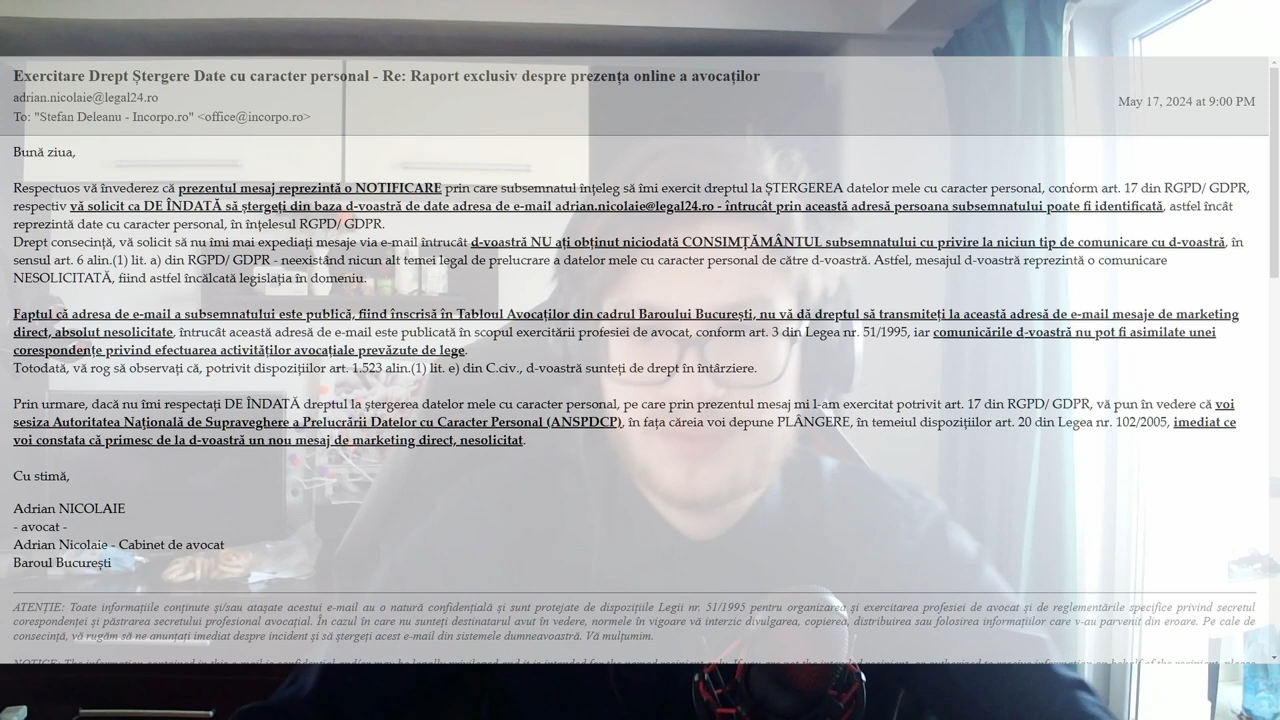 Exercitare Drept Ștergere Date cu caracter personal - Re: Raport exclusiv despre prezența online a avocaților
adrian.nicolaie@legal24.ro
May 17, 2024 at 9:00 PM
To: "Stefan Deleanu - Incorpo.ro" <office@incorpo.ro>
Bună ziua,
Respectuos vă învederez că prezentul mesaj reprezintă o NOTIFICARE prin care subsemnatul înțeleg să îmi exercit dreptul la ȘTERGEREA datelor mele cu caracter personal, conform art. 17 din RGPD/ GDPR,
respectiv vă solicit ca DE ÎNDATĂ să ștergeți din baza d-voastră de date adresa de e-mail adrian.nicolaie@legal24.ro - întrucât prin această adresă persoana subsemnatului poate fi identificată, astfel încât
reprezintă date cu caracter personal, în înțelesul RGPD/ GDPR.
Drept consecință, vă solicit să nu îmi mai expediați mesaje via e-mail întrucât d-voastră NU ați obținut niciodată CONSIMȚĂMÂNTUL subsemnatului cu privire la niciun tip de comunicare cu d-voastră, în
sensul art. 6 alin.(1) lit. a) din RGPD/ GDPR - neexistând nicun alt temei legal de prelucrare a datelor mele cu caracter personal de către d-voastră. Astfel, mesajul d-voastră reprezintă o comunicare
NESOLICITATĂ, fiind astfel încălcată legislația în domeniu.
Faptul că adresa de e-mail a subsemnatului este publică, fiind înscrisă în Tabloul Avocaților din cadrul Baroului București, nu vă dă dreptul să transmiteți la această adresă de e-mail mesaje de marketing
direct, absolut nesolicitate, întrucât această adresă de e-mail este publicată în scopul exercitării profesiei de avocat, conform art. 3 din Legea nr. 51/1995, iar comunicările d-voastră nu pot fi asimilate unei
corespondențe privind efectuarea activităților avocațiale prevăzute de lege.
Totodată, vă rog să observați că, potrivit dispozițiilor art. 1.523 alin.(1) lit. e) din C.civ., d-voastră sunteți de drept în întârziere.
Prin urmare, dacă nu îmi respectați DE ÎNDATĂ dreptul la ștergerea datelor mele cu caracter personal, pe care prin prezentul mesaj mi l-am exercitat potrivit art. 17 din RGPD/ GDPR, vă pun în vedere că voi
sesiza Autoritatea Națională de Supraveghere a Prelucrării Datelor cu Caracter Personal (ANSPDCP), în fața căreia voi depune PLÂNGERE, în temeiul dispozițiilor art. 20 din Legea nr. 102/2005, imediat ce
voi constata că primesc de la d-voastră un nou mesaj de marketing direct, nesolicitat.
Cu stimă,
Adrian NICOLAIE
- avocat -
Adrian Nicolaie - Cabinet de avocat
Baroul București
ATENȚIE: Toate informațiile conținute și/sau atașate acestui e-mail au o natură confidențială și sunt protejate de dispozițiile Legii nr. 51/1995 pentru organizarea și exercitarea profesiei de avocat și de reglementările specifice privind secretul
corespondenței și păstrarea secretului profesional avocațial. În cazul în care nu sunteți destinatarul avut în vedere, normele în vigoare vă interzic divulgarea, copierea, distribuirea sau folosirea informațiilor care v-au parvenit din eroare. Pe cale de
consecință, vă rugăm să ne anunțați imediat despre incident și să ștergeți acest e-mail din sistemele dumneavoastră. Vă mulțumim.